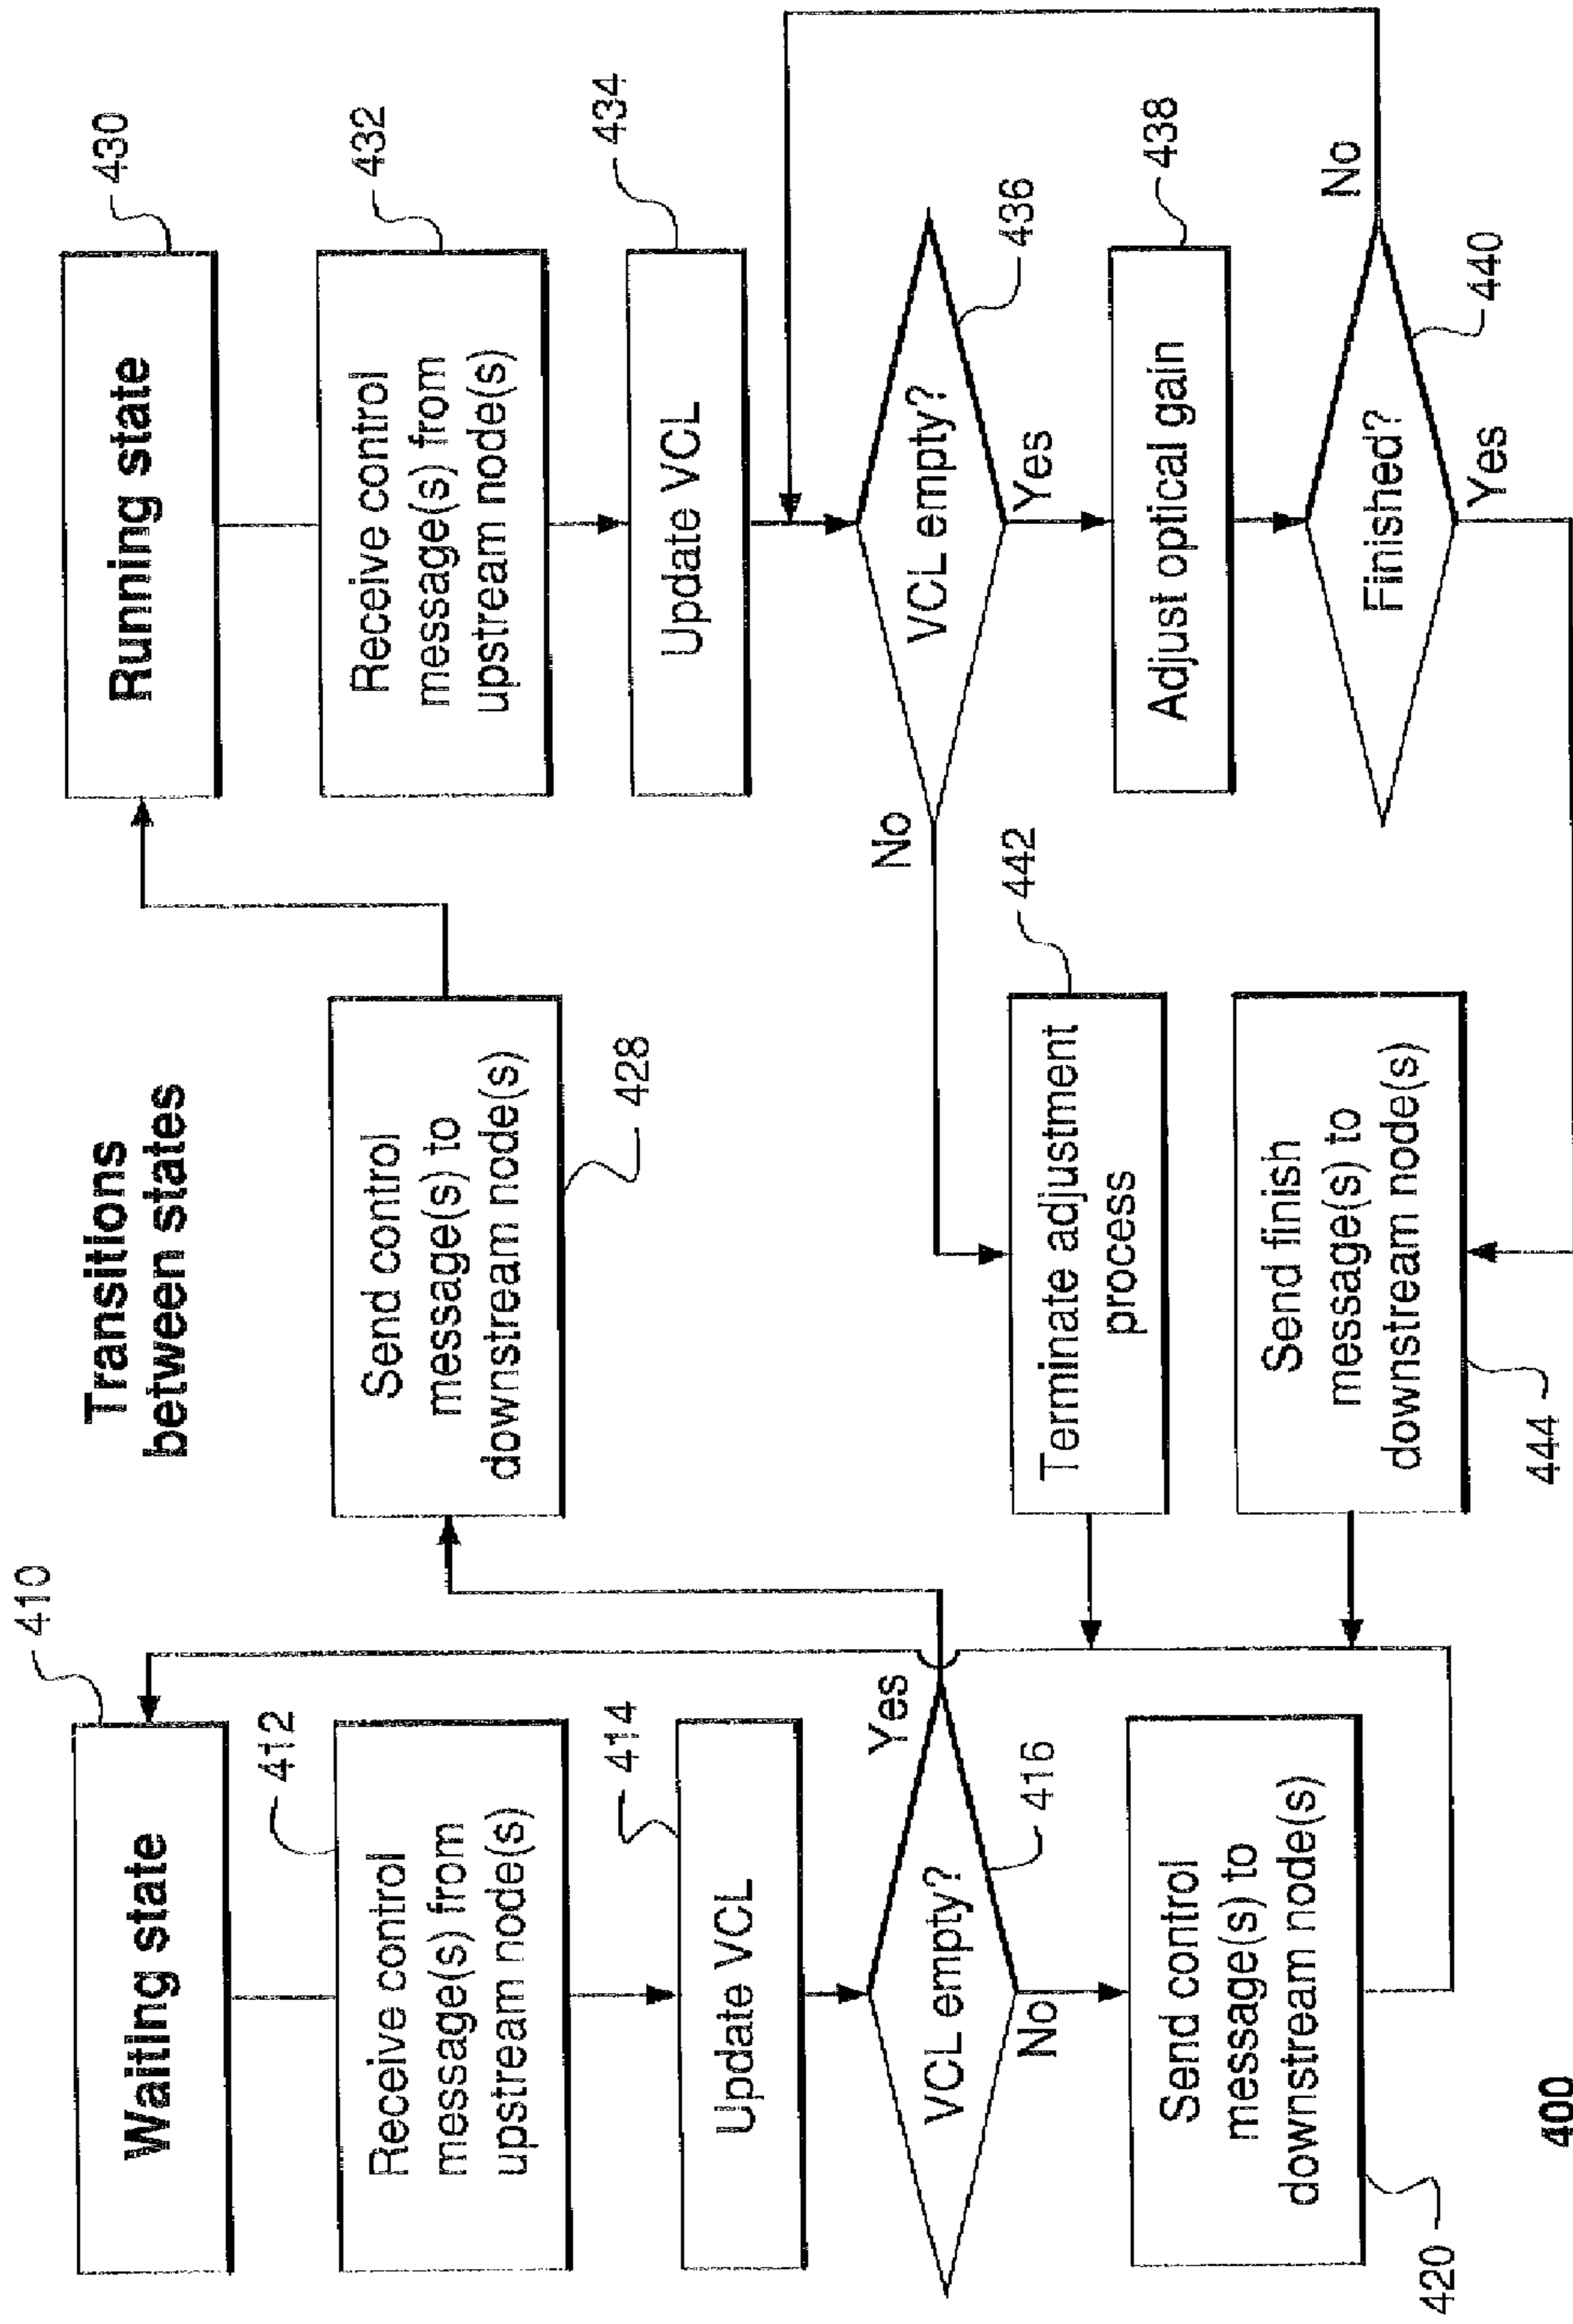 Waiting state
410
Receive control
message(s) from
upstream node(s)
412
Update VCL
414
VCL empty?
416
Yes
No
Send control
message(s) to
downstream node(s)
420
Transitions
between states
Send control
message(s) to
downstream node(s)
428
Terminate adjustment
process
442
Send finish
message(s) to
downstream node(s)
444
Running state
430
Receive control
message(s) from
upstream node(s)
432
Update VCL
434
VCL empty?
436
No
Yes
Adjust optical gain
438
Finished?
440
No
Yes
400